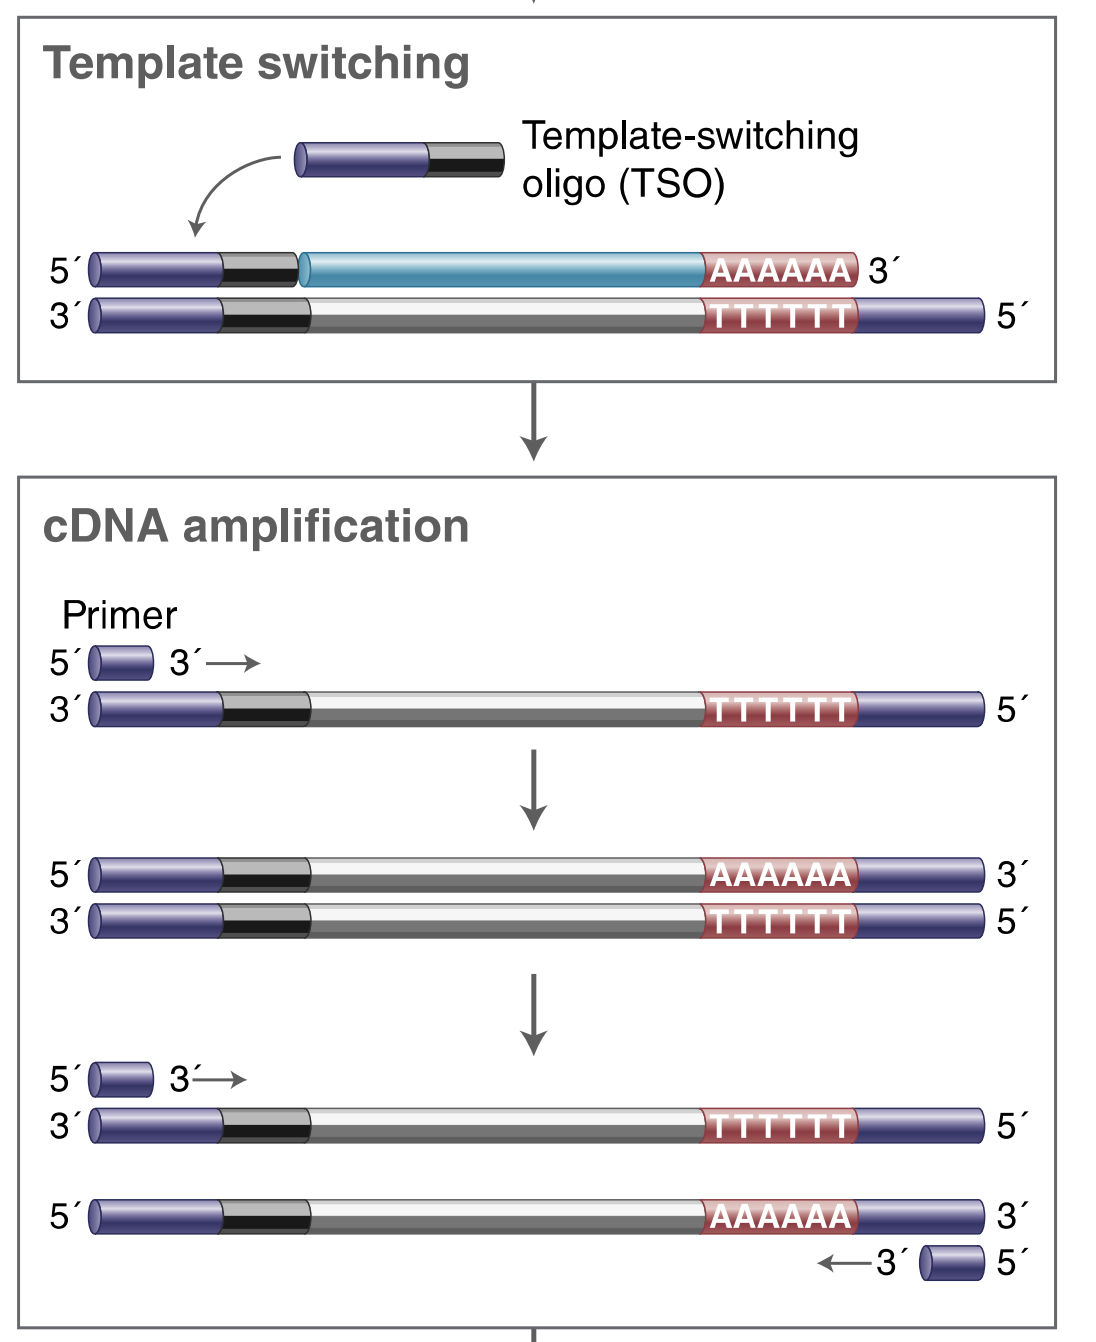 Template switching
Template-switching
oligo (TSO)
5´ AAAAAA 3´
3´ TTTTTT 5´
cDNA amplification
Primer
5´ 3´
3´ TTTTTT 5´
5´ AAAAAA 3´
3´ TTTTTT 5´
5´ 3´
3´ TTTTTT 5´
5´ AAAAAA 3´
3´ 5´